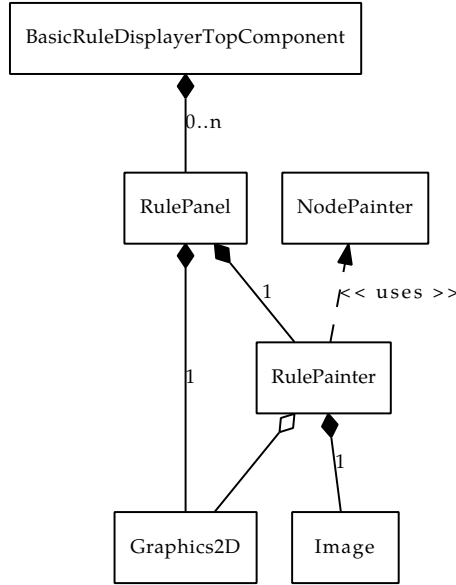 BasicRuleDisplayerTopComponent
0..n
RulePanel
NodePainter
1
<< uses >>
RulePainter
1
1
Graphics2D
Image